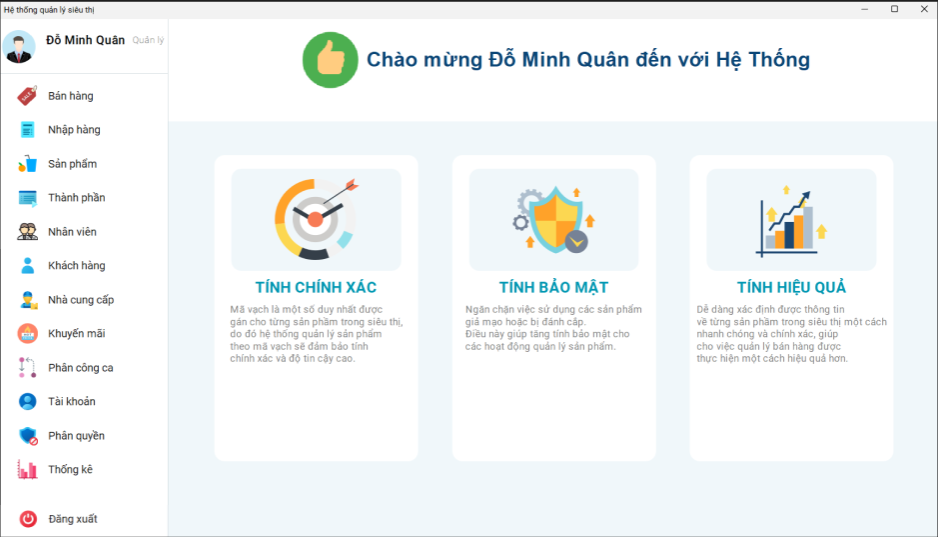 Hệ thống quản lý siêu thị
Đỗ Minh Quân Quản lý
Bán hàng
Nhập hàng
Sản phẩm
Thành phần
Nhân viên
Khách hàng
Nhà cung cấp
Khuyến mãi
Phân công ca
Tài khoản
Phân quyền
Thống kê
Đăng xuất
Chào mừng Đỗ Minh Quân đến với Hệ Thống
SALE
TÍNH CHÍNH XÁC
Mã vạch là một số duy nhất được
gán cho từng sản phầm trong siêu thị,
do đó hệ thống quản lý sản phẩm
theo mã vạch sẽ đảm bảo tính
chính xác và độ tin cậy cao.
TÍNH BẢO MẬT
Ngăn chặn việc sử dụng các sản phẩm
giả mạo hoặc bị đánh cắp.
Điều này giúp tăng tính bảo mật cho
các hoạt động quản lý sản phẩm.
TÍNH HIỆU QUẢ
Dễ dàng xác định được thông tin
về từng sản phầm trong siêu thị một cách
nhanh chóng và chính xác, giúp
cho việc quản lý bán hàng được
thực hiện một cách hiệu quả hơn.